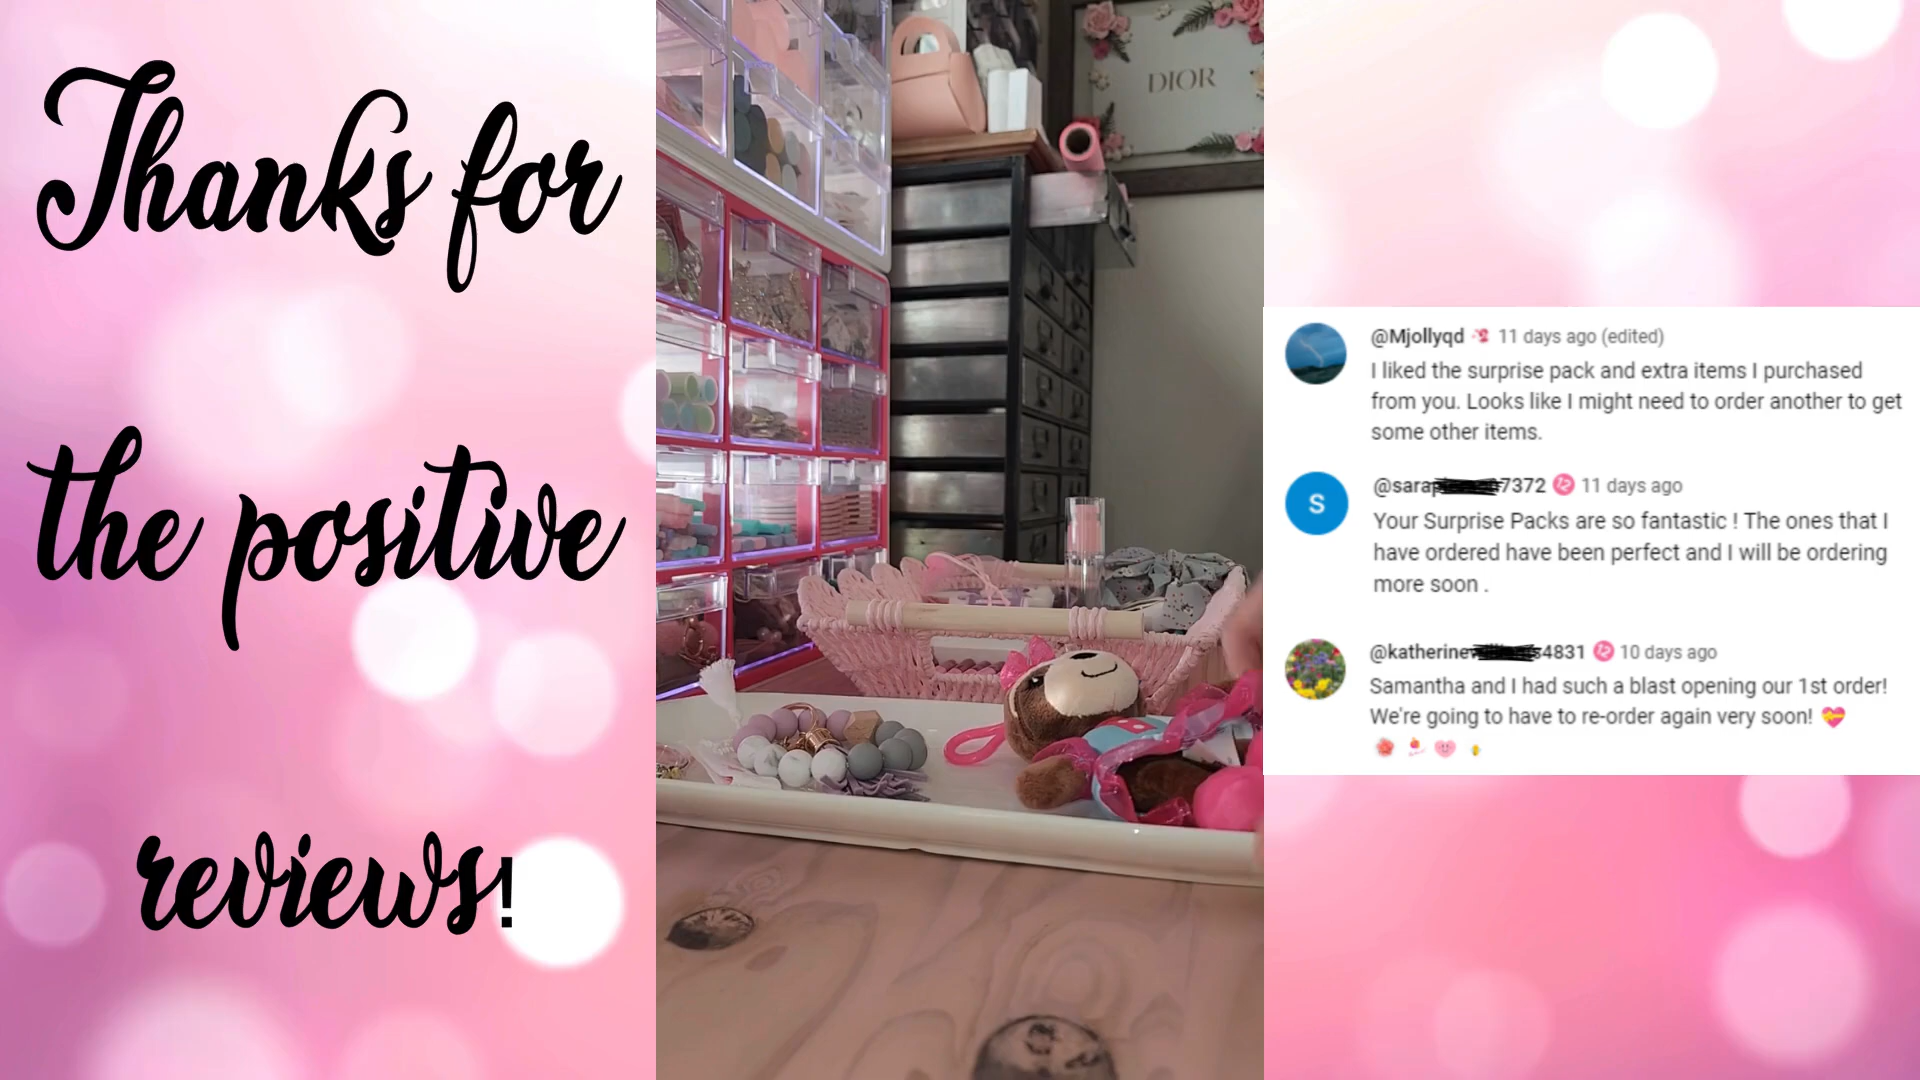 Thanks for
the positive
reviews!
DIOR
@Mjollyqd 11 days ago (edited)
I liked the surprise pack and extra items I purchased
from you. Looks like I might need to order another to get
some other items.
S
7372 11 days ago
Your Surprise Packs are so fantastic ! The ones that I
have ordered have been perfect and I will be ordering
more soon .
4831 10 days ago
Samantha and I had such a blast opening our 1st order!
We're going to have to re-order again very soon! 💝